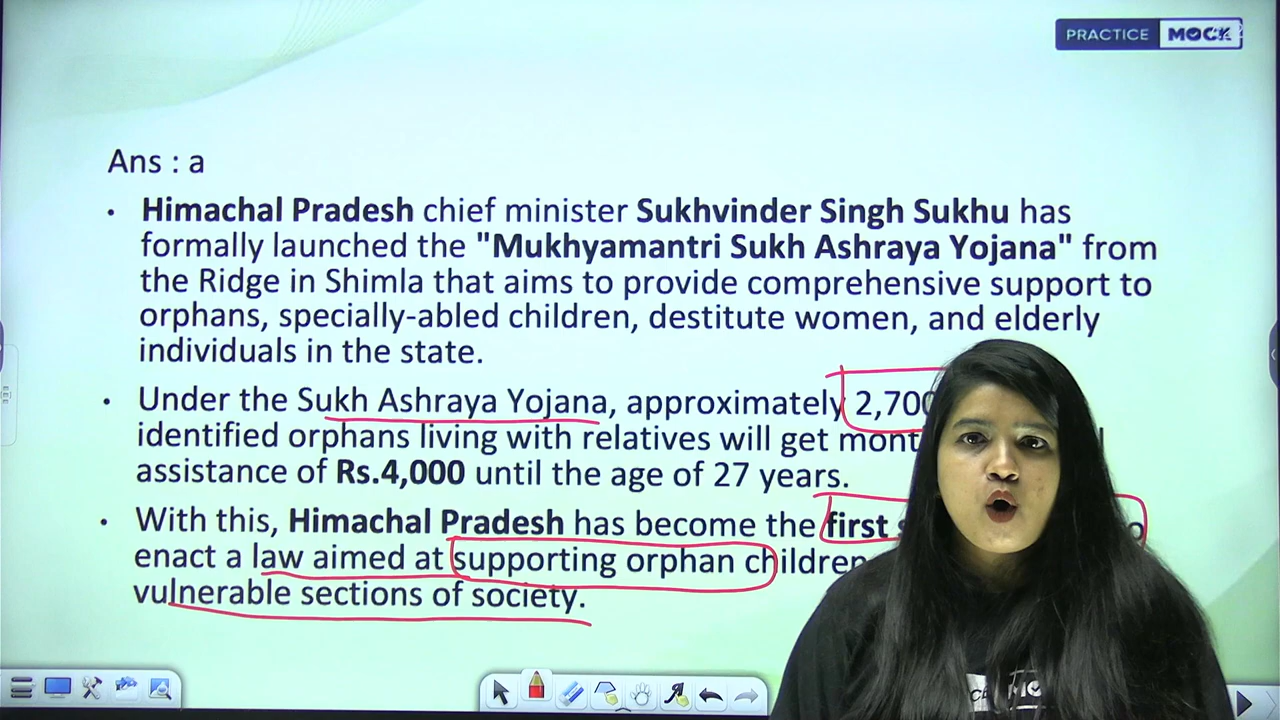 PRACTICE MOCK
Ans : a
• Himachal Pradesh chief minister Sukhvinder Singh Sukhu has
formally launched the "Mukhyamantri Sukh Ashraya Yojana" from
the Ridge in Shimla that aims to provide comprehensive support to
orphans, specially-abled children, destitute women, and elderly
individuals in the state.
• Under the Sukh Ashraya Yojana, approximately 2,700
identified orphans living with relatives will get
assistance of Rs.4,000 until the age of 27 years.
• With this, Himachal Pradesh has become the first
enact a law aimed at supporting orphan children
vulnerable sections of society.